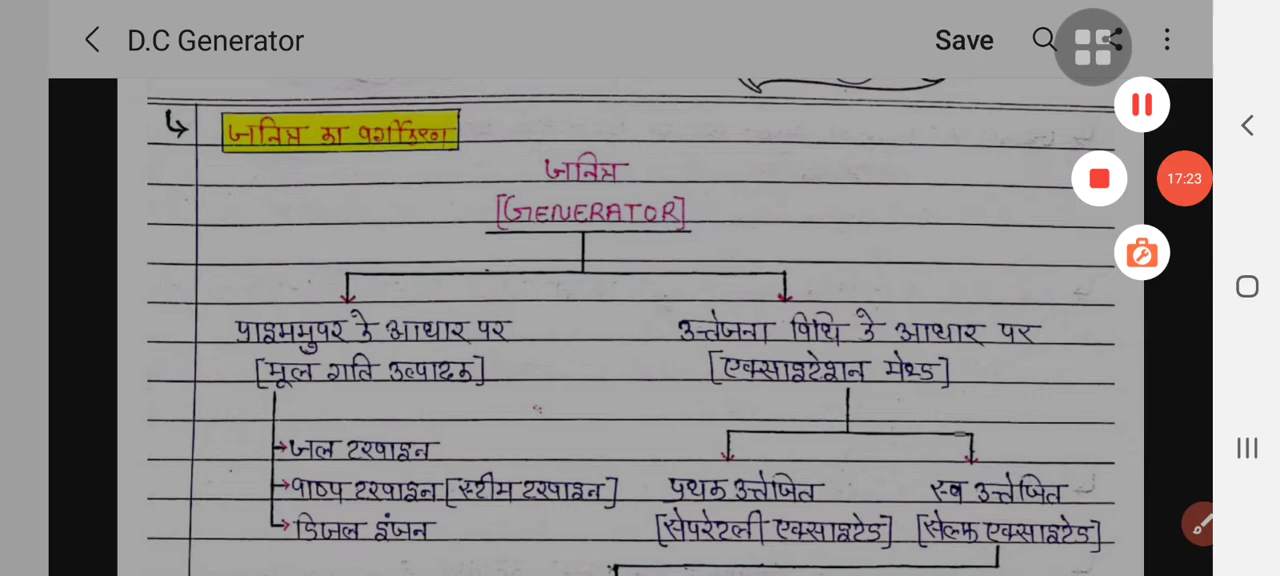 D.C Generator
Save
17:23
जनित्र का वर्गीकरण
जनित्र
[GENERATOR]
प्राइममुवर के आधार पर
उत्तेजना विधि के आधार पर
[मूल गति उत्पादक]
[एक्साइटेशन मेथ्ड]
जल टरबाइन
वाष्प टरबाइन [स्टीम टरबाइन]
प्रथक उत्तेजित
स्व उत्तेजित
डिजल इंजन
[सेपरेटली एक्साइटेड]
[सेल्फ एक्साइटेड]